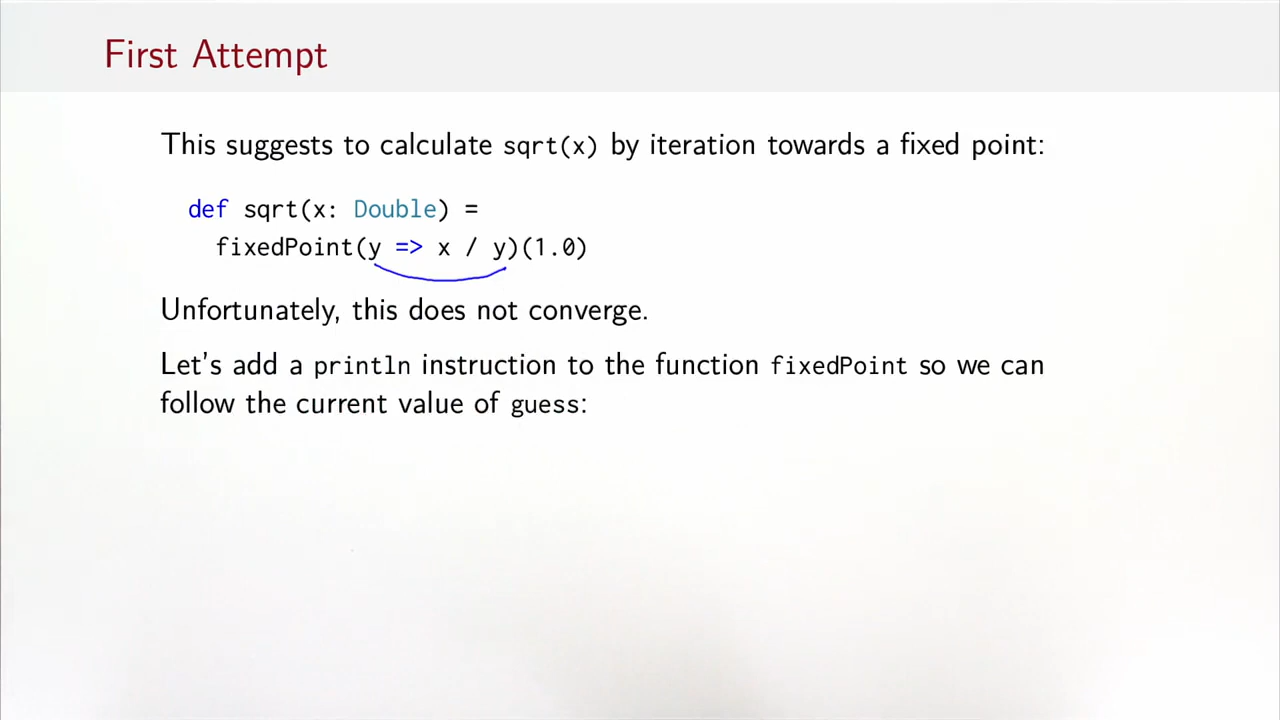 First Attempt
This suggests to calculate sqrt(x) by iteration towards a fixed point:
def sqrt(x: Double) =
fixedPoint(y => x / y)(1.0)
Unfortunately, this does not converge.
Let's add a println instruction to the function fixedPoint so we can
follow the current value of guess: